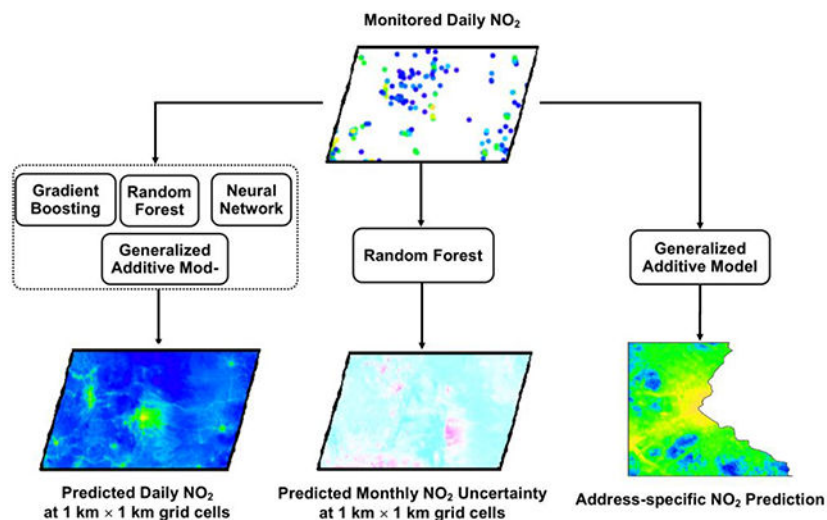 Monitored Daily NO₂
Gradient
Boosting
Random
Forest
Neural
Network
Generalized
Additive Mod-
Random Forest
Generalized
Additive Model
Predicted Daily NO₂
at 1 km × 1 km grid cells
Predicted Monthly NO₂ Uncertainty
at 1 km × 1 km grid cells
Address-specific NO₂ Prediction